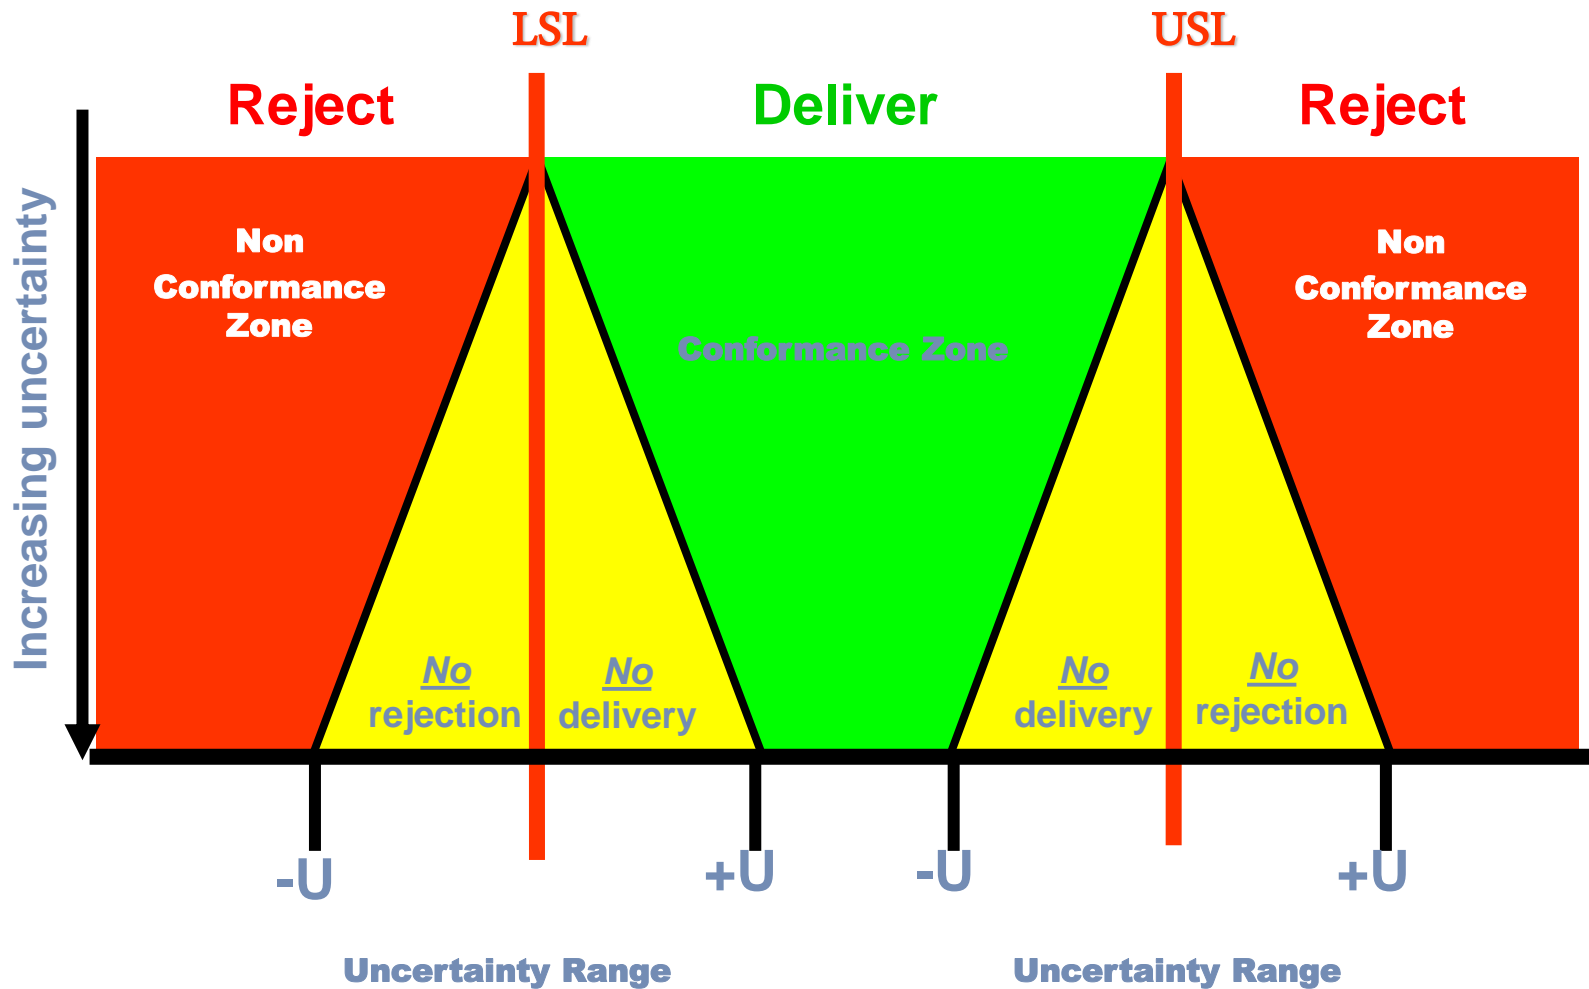 LSL
USL
Reject
Deliver
Reject
Increasing uncertainty
Non
Conformance
Zone
Conformance Zone
Non
Conformance
Zone
No
rejection
No
delivery
No
delivery
No
rejection
-U
+U
-U
+U
Uncertainty Range
Uncertainty Range